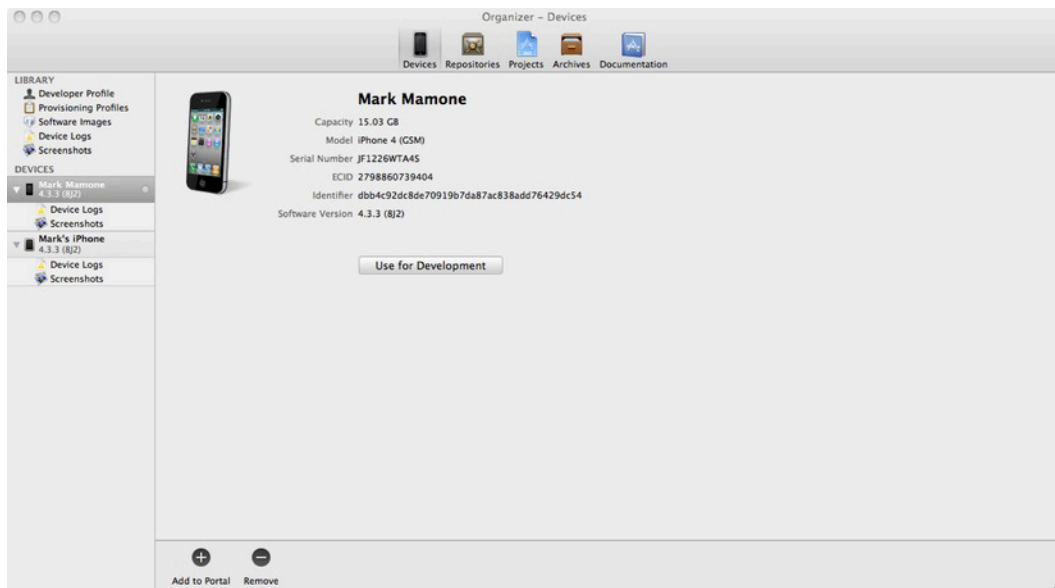 Organizer – Devices
Devices Repositories Projects Archives Documentation
LIBRARY
Developer Profile
Provisioning Profiles
Software Images
Device Logs
Screenshots
DEVICES
Mark Mamone
4.3.3 (8J2)
Device Logs
Screenshots
Mark's iPhone
4.3.3 (8J2)
Device Logs
Screenshots
Mark Mamone
Capacity 15.03 GB
Model iPhone 4 (GSM)
Serial Number JF1226WTA4S
ECID 2798860739404
Identifier dbb4c92dc8de70919b7da87ac838add76429dc54
Software Version 4.3.3 (8J2)
Use for Development
Add to Portal Remove